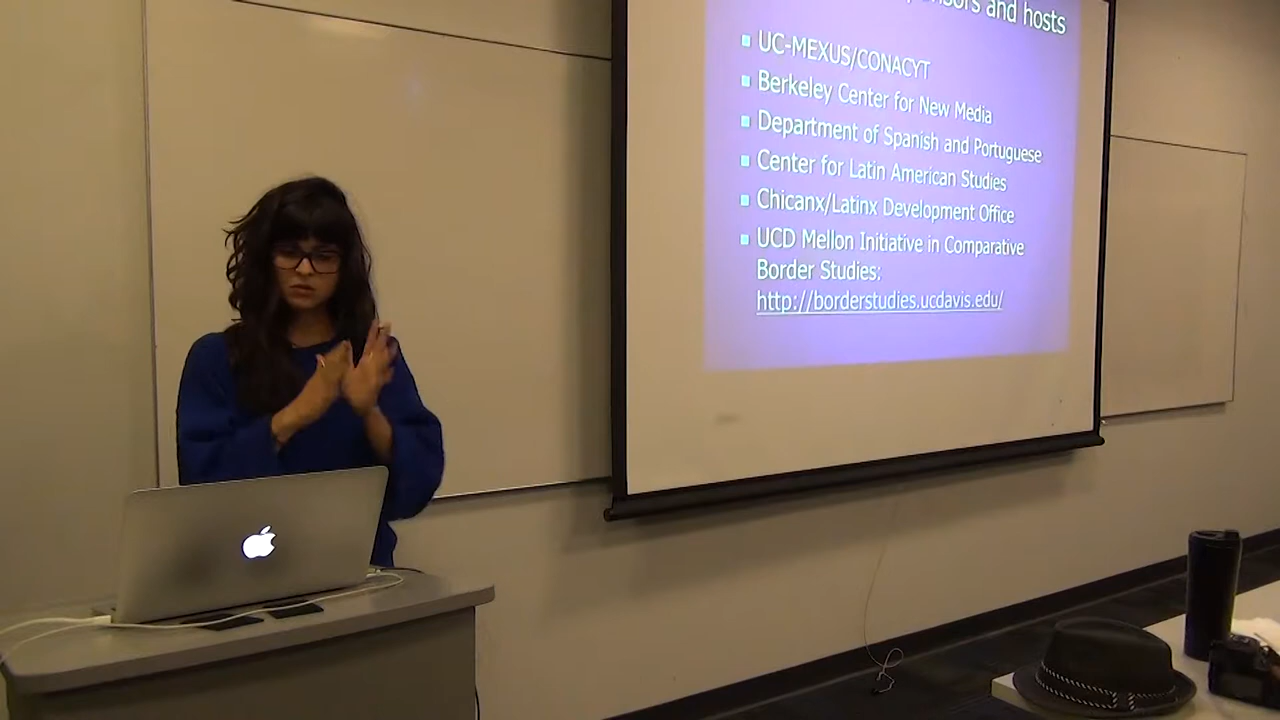 and hosts
UC-MEXUS/CONACYT
Berkeley Center for New Media
Department of Spanish and Portuguese
Center for Latin American Studies
Chicanx/Latinx Development Office
UCD Mellon Initiative in Comparative
Border Studies:
http://borderstudies.ucdavis.edu/